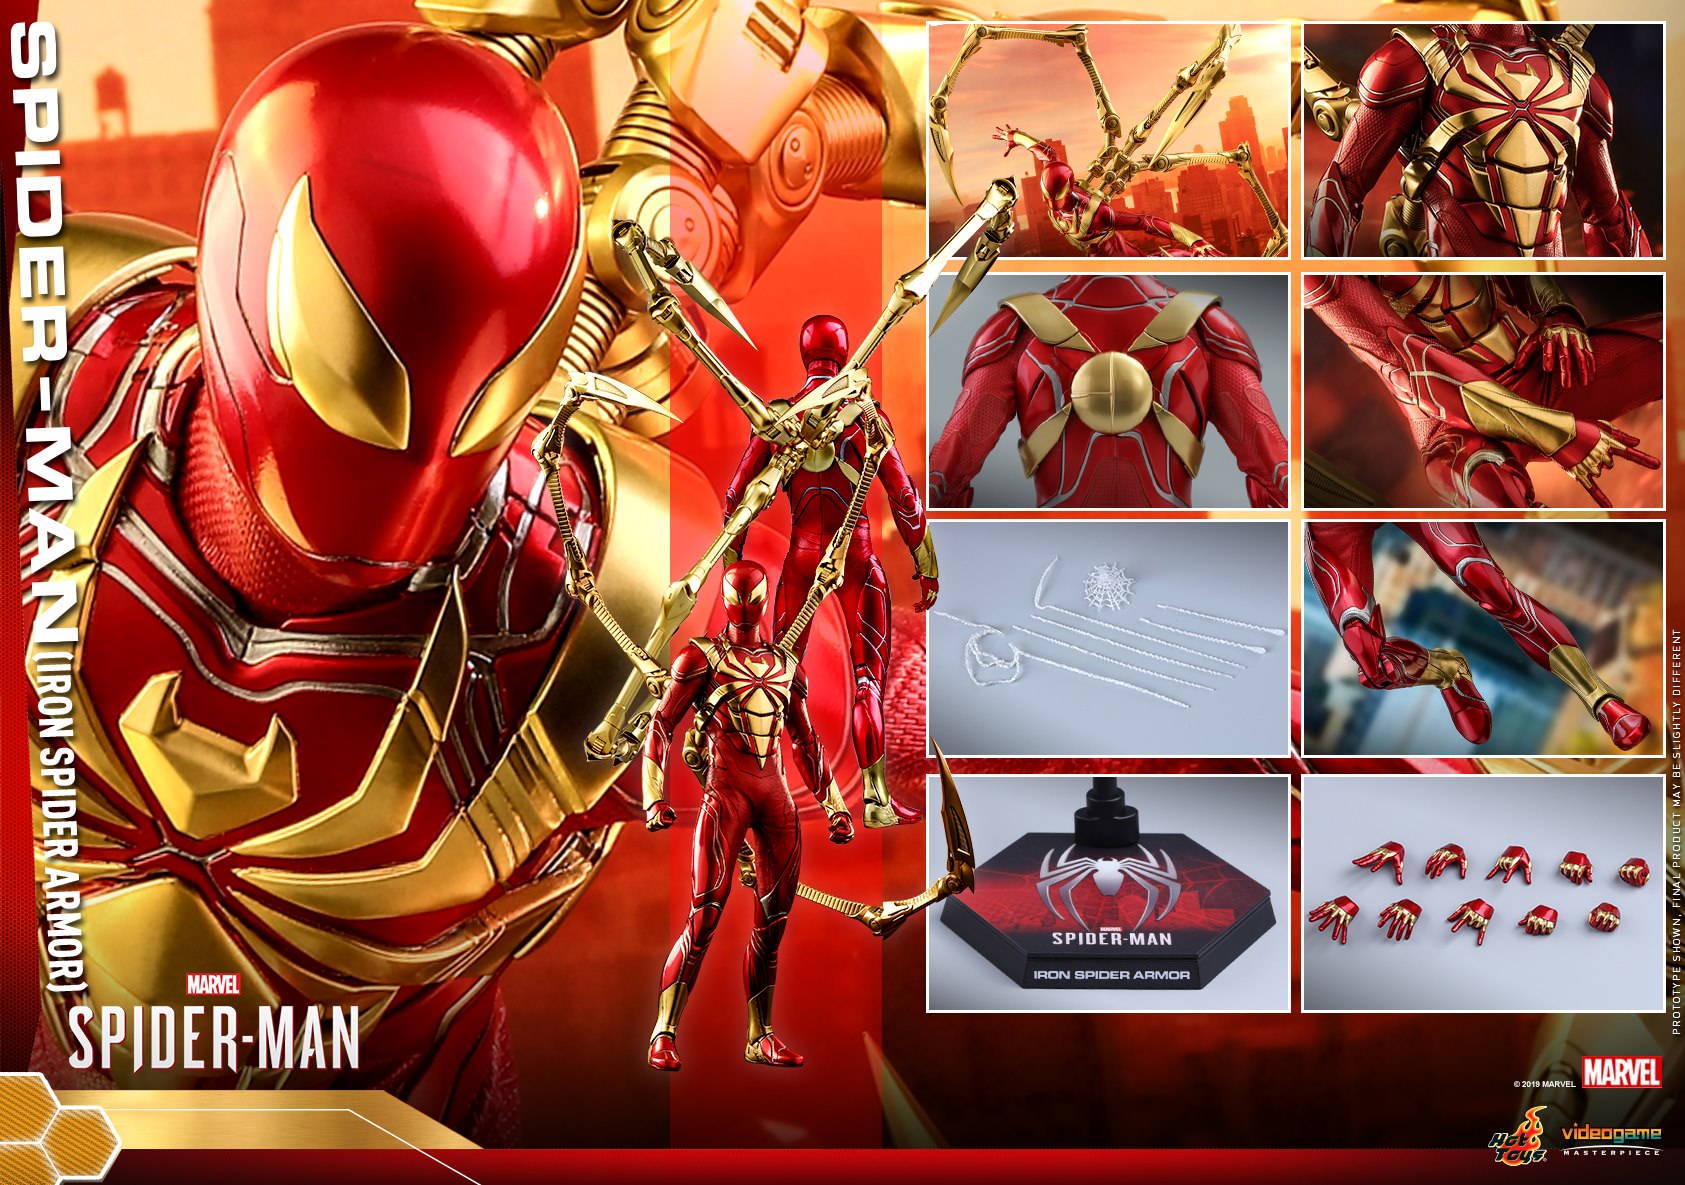 SPIDER-MAN (IRON SPIDER ARMOR)
MARVEL
SPIDER-MAN
MARVEL
SPIDER-MAN
IRON SPIDER ARMOR
PROTOTYPE SHOWN, FINAL PRODUCT MAY BE SLIGHTLY DIFFERENT
© 2019 MARVEL
MARVEL
Hot Toys
videogame
MASTERPIECE